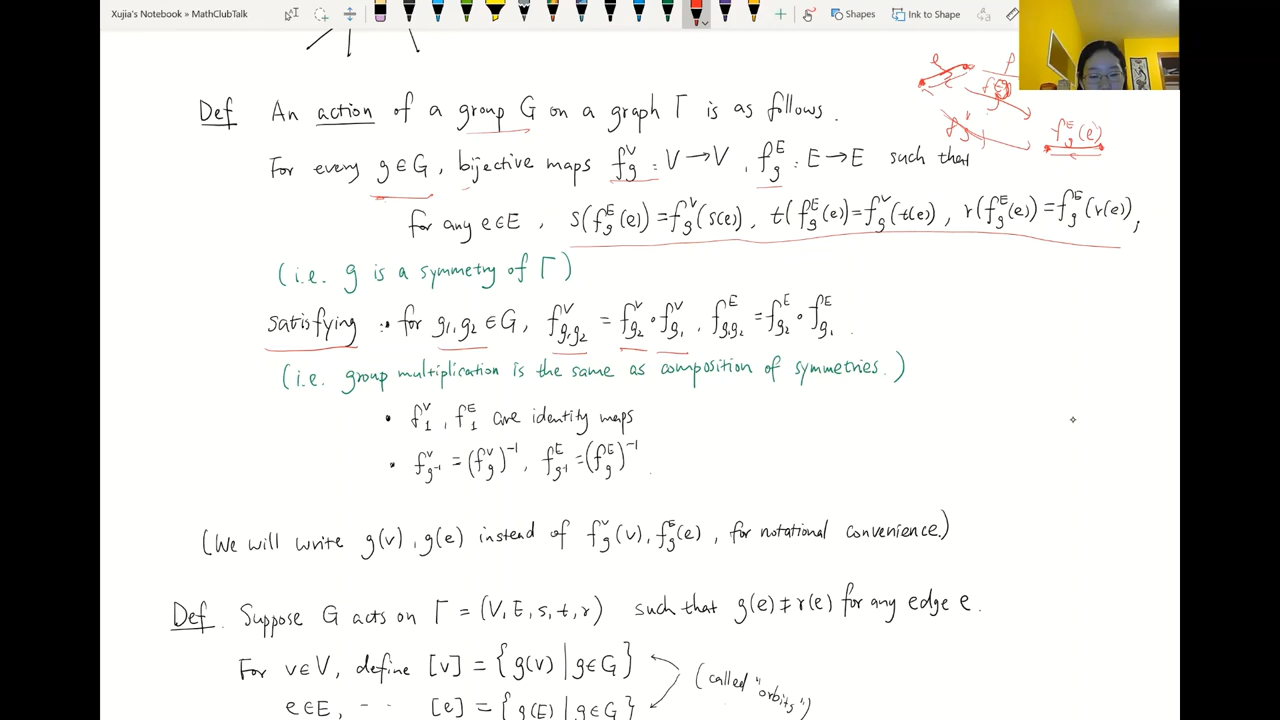 Xujia's Notebook » MathClubTalk
Shapes
Ink to Shape
Def An action of a group G on a graph Γ is as follows.
For every g∈G, bijective maps f_g^V : V→V, f_g^E : E→E such that
for any e∈E, s(f_g^E(e))=f_g^V(s(e)), t(f_g^E(e))=f_g^V(t(e)), r(f_g^E(e))=f_g^E(r(e)),
(i.e. g is a symmetry of Γ)
satisfying : • for g₁,g₂∈G, f_{g₁g₂}^V = f_{g₂}^V ∘ f_{g₁}^V, f_{g₁g₂}^E = f_{g₂}^E ∘ f_{g₁}^E.
(i.e. group multiplication is the same as composition of symmetries.)
• f_1^V, f_1^E are identity maps
• f_{g⁻¹}^V = (f_g^V)⁻¹, f_{g⁻¹}^E = (f_g^E)⁻¹.
(We will write g(v), g(e) instead of f_g^V(v), f_g^E(e), for notational convenience.)
Def. Suppose G acts on Γ = (V, E, s, t, r) such that g(e) ≠ r(e) for any edge e.
For v∈V, define [v] = { g(v) | g∈G }
(called "orbits")
e∈E, -- [e] = { g(E) | g∈G }
e
f_g^E(e)